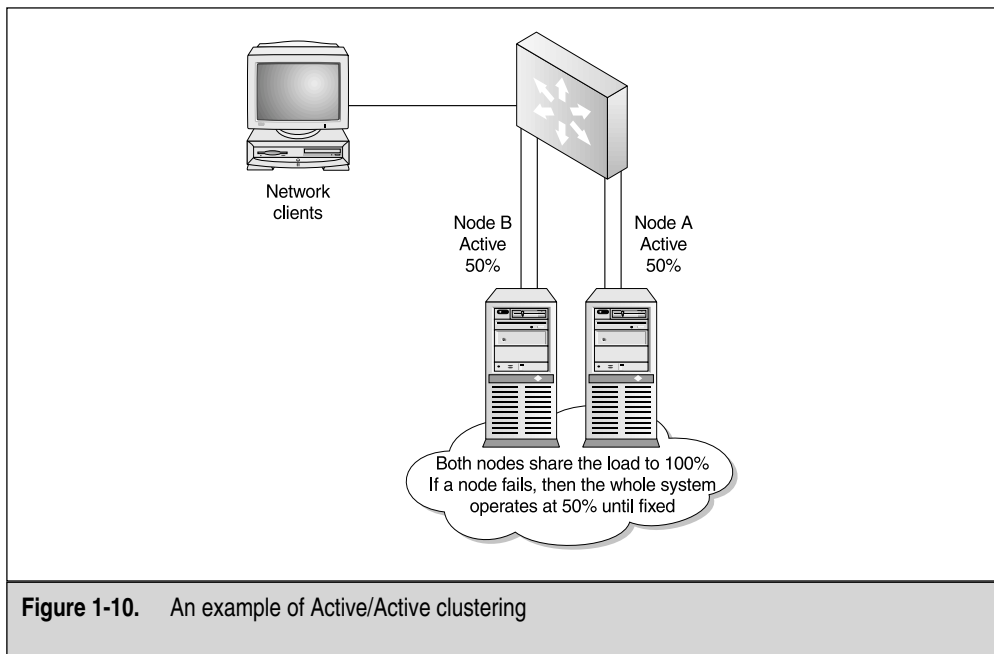 Network
clients
Node B
Active
50%
Node A
Active
50%
Both nodes share the load to 100%
If a node fails, then the whole system
operates at 50% until fixed
Figure 1-10. An example of Active/Active clustering